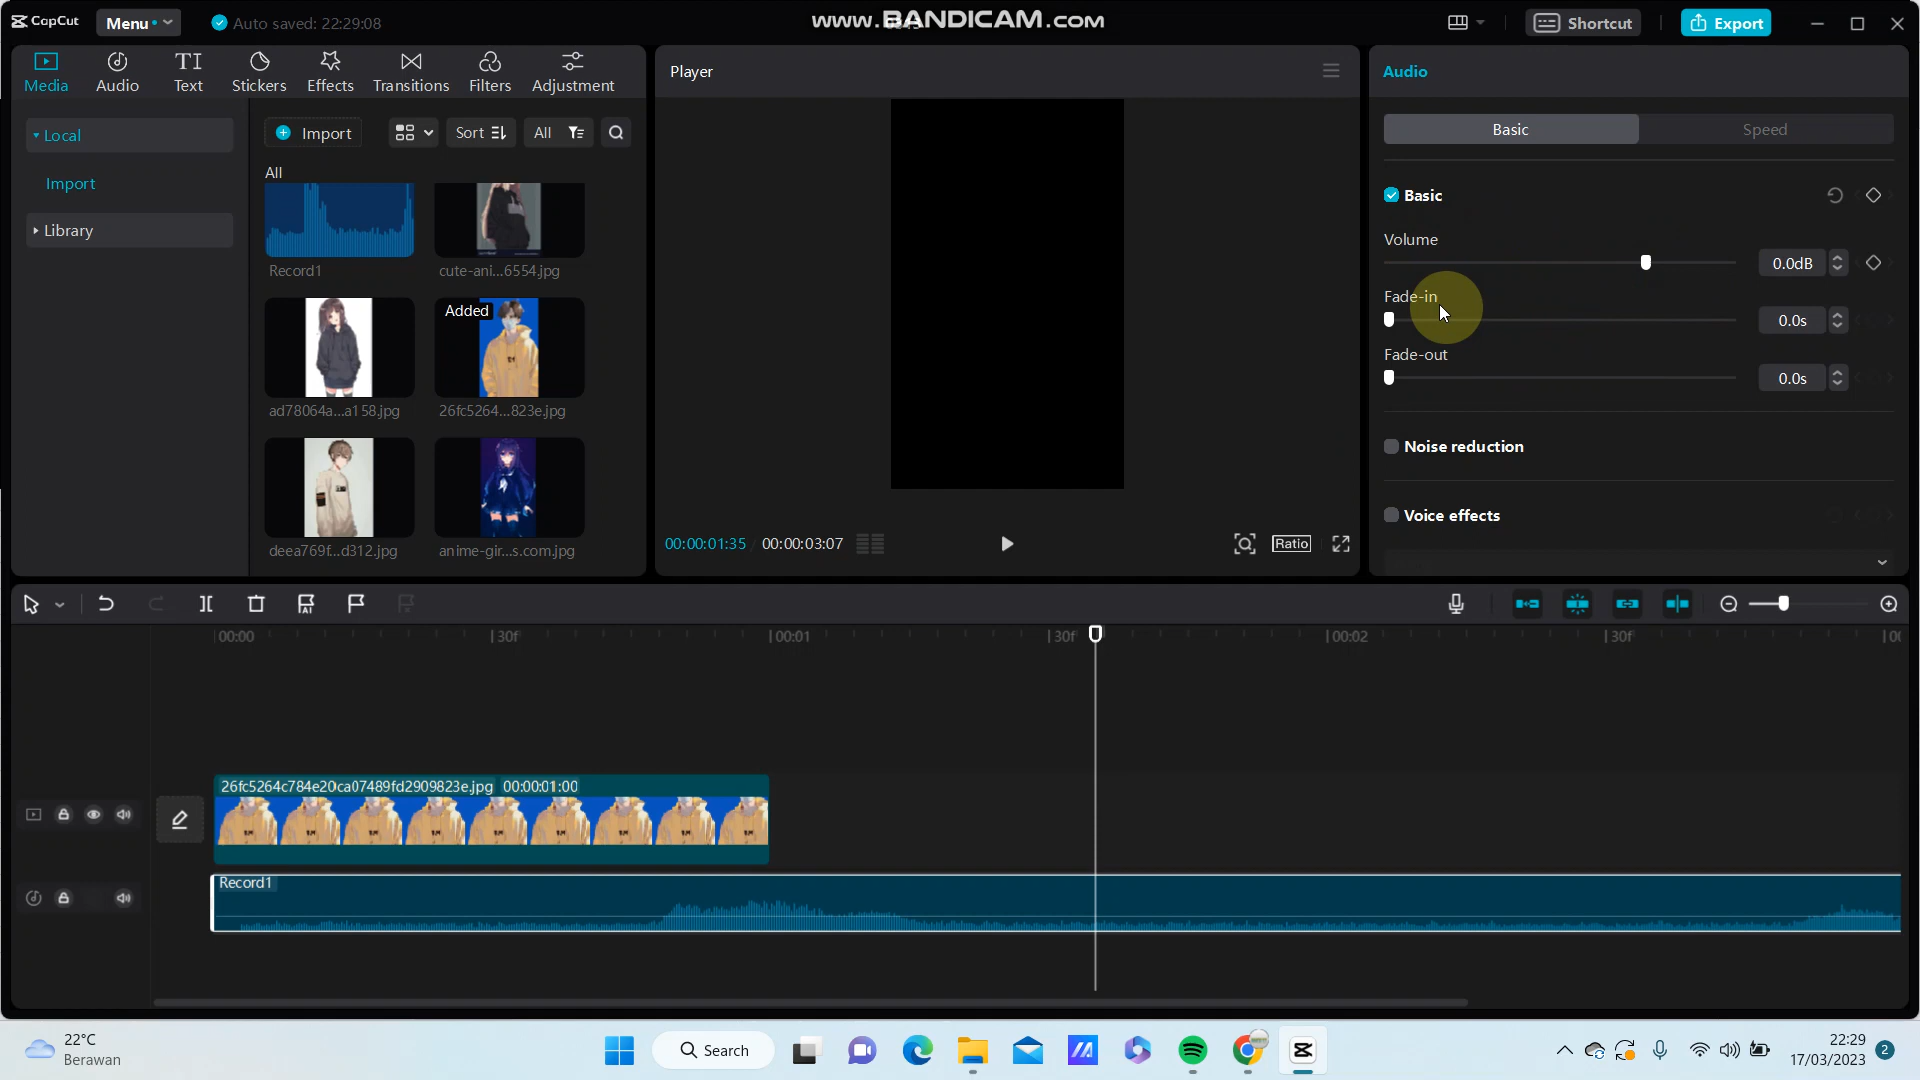 CapCut
Menu
Auto saved: 22:29:08
www.BANDICAM.COM
Shortcut
Export
Media
Audio
Text
Stickers
Effects
Transitions
Filters
Adjustment
Local
Import
Library
Import
Sort
All
All
Record1
cute-ani...6554.jpg
Added
ad78064a...a158.jpg
26fc5264...823e.jpg
deea769f...d312.jpg
anime-gir...s.com.jpg
Player
00:00:01:35
00:00:03:07
Ratio
Audio
Basic
Speed
Basic
Volume
0.0dB
Fade-in
0.0s
Fade-out
0.0s
Noise reduction
Voice effects
00:00
30f
00:01
30f
00:02
30f
26fc5264c784e20ca07489fd2909823e.jpg 00:00:01:00
Record1
22°C
Berawan
Search
22:29
17/03/2023
2